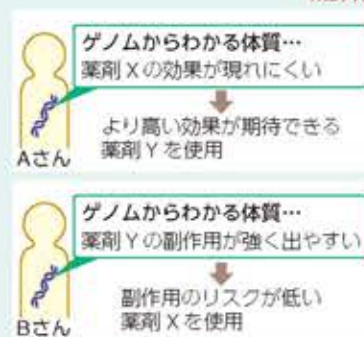 ゲノムからわかる体質…
薬剤Xの効果が現れにくい
より高い効果が期待できる
薬剤Yを使用
Aさん
ゲノムからわかる体質…
薬剤Yの副作用が強く出やすい
副作用のリスクが低い
薬剤Xを使用
Bさん